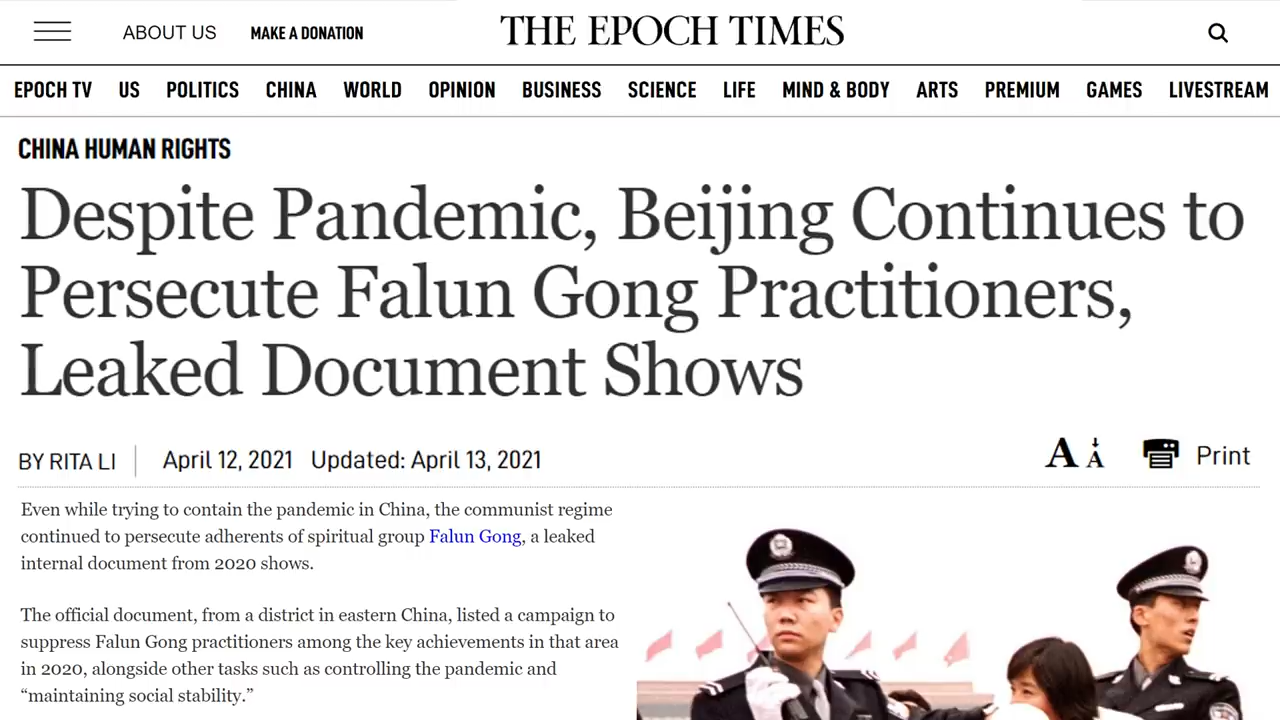 ABOUT US MAKE A DONATION THE EPOCH TIMES
EPOCH TV US POLITICS CHINA WORLD OPINION BUSINESS SCIENCE LIFE MIND & BODY ARTS PREMIUM GAMES LIVESTREAM
CHINA HUMAN RIGHTS
Despite Pandemic, Beijing Continues to
Persecute Falun Gong Practitioners,
Leaked Document Shows
BY RITA LI April 12, 2021 Updated: April 13, 2021 A A Print
Even while trying to contain the pandemic in China, the communist regime
continued to persecute adherents of spiritual group Falun Gong, a leaked
internal document from 2020 shows.
The official document, from a district in eastern China, listed a campaign to
suppress Falun Gong practitioners among the key achievements in that area
in 2020, alongside other tasks such as controlling the pandemic and
“maintaining social stability.”